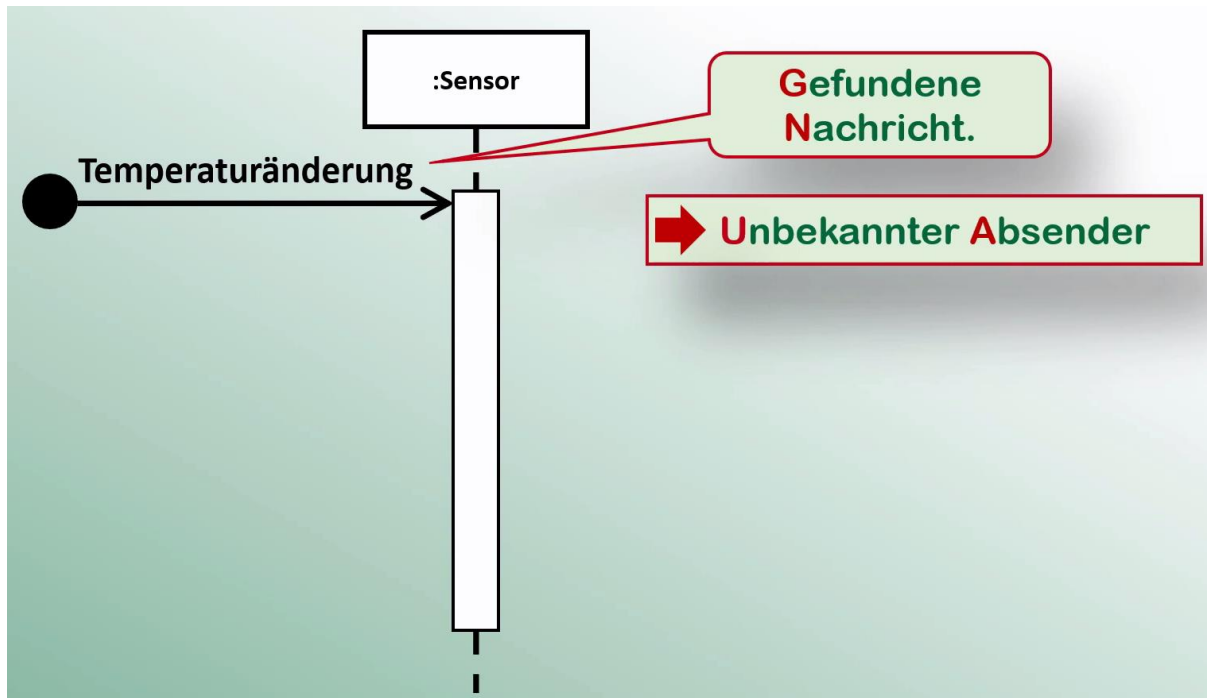 :Sensor
Gefundene
Nachricht.
Temperaturänderung
Unbekannter Absender